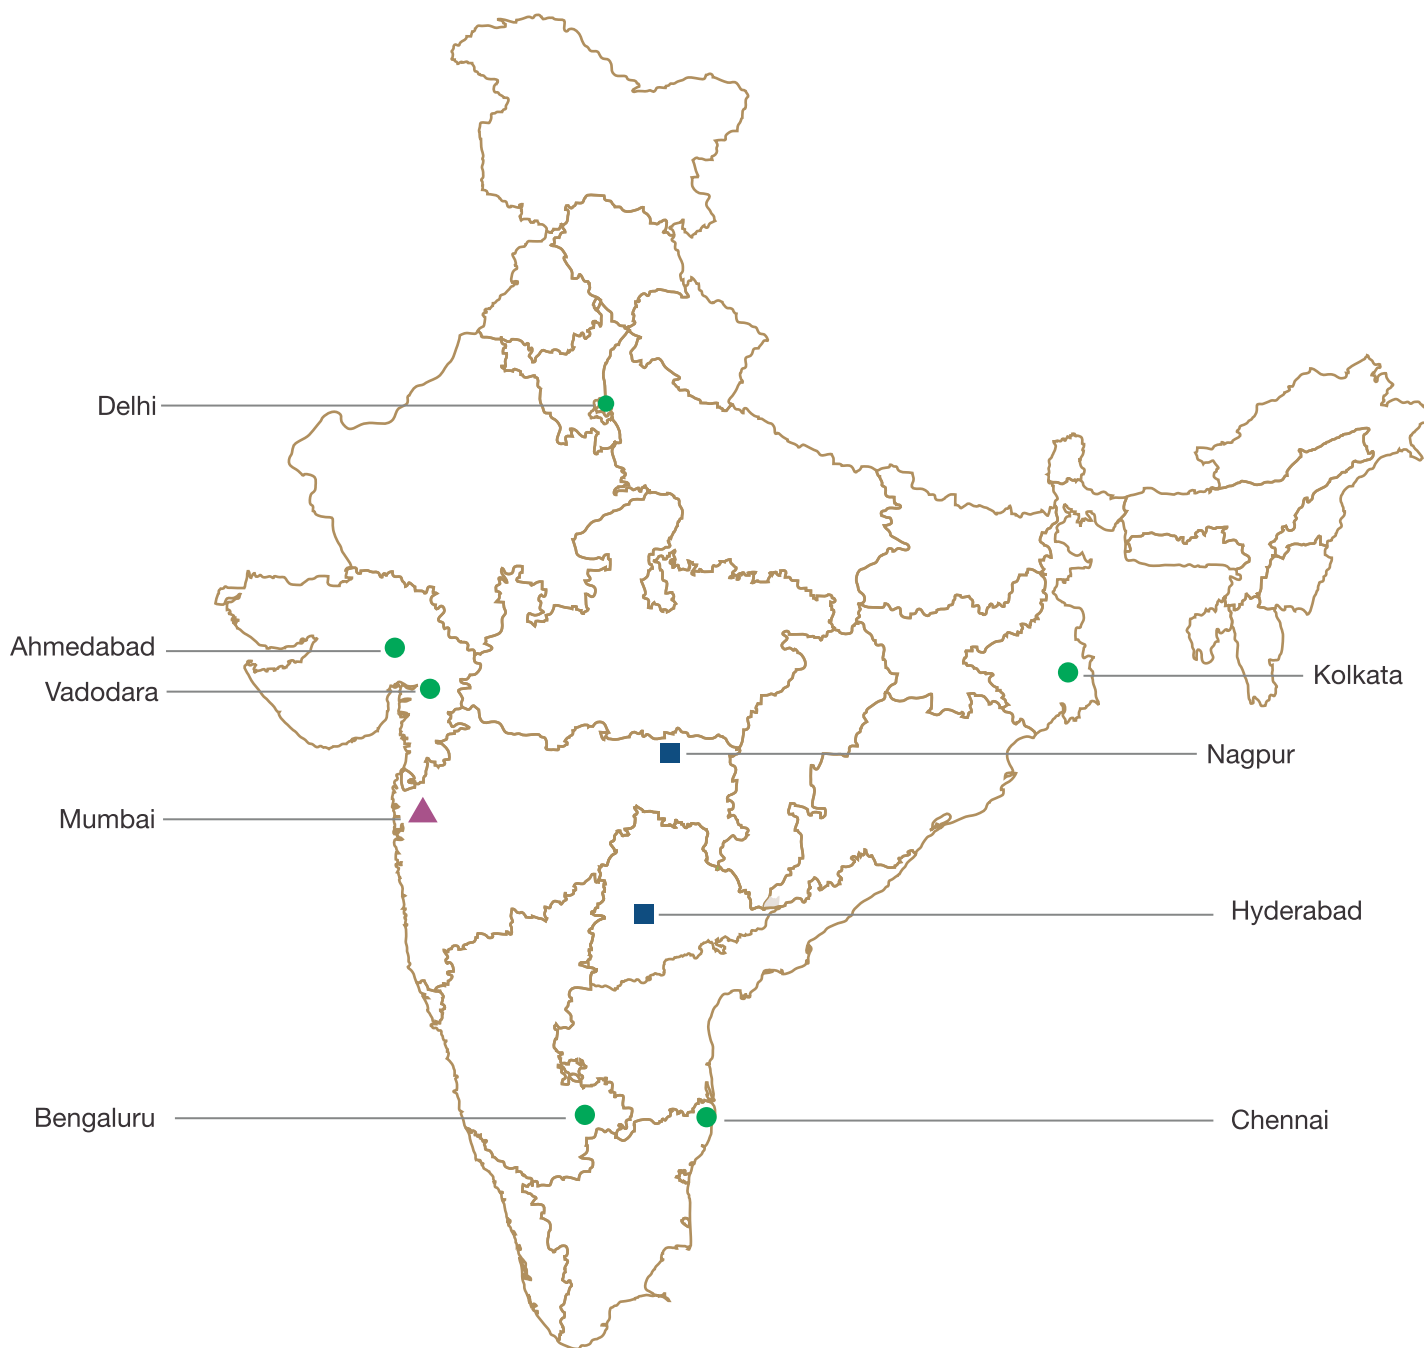 Delhi
Ahmedabad
Vadodara
Kolkata
Nagpur
Mumbai
Hyderabad
Bengaluru
Chennai